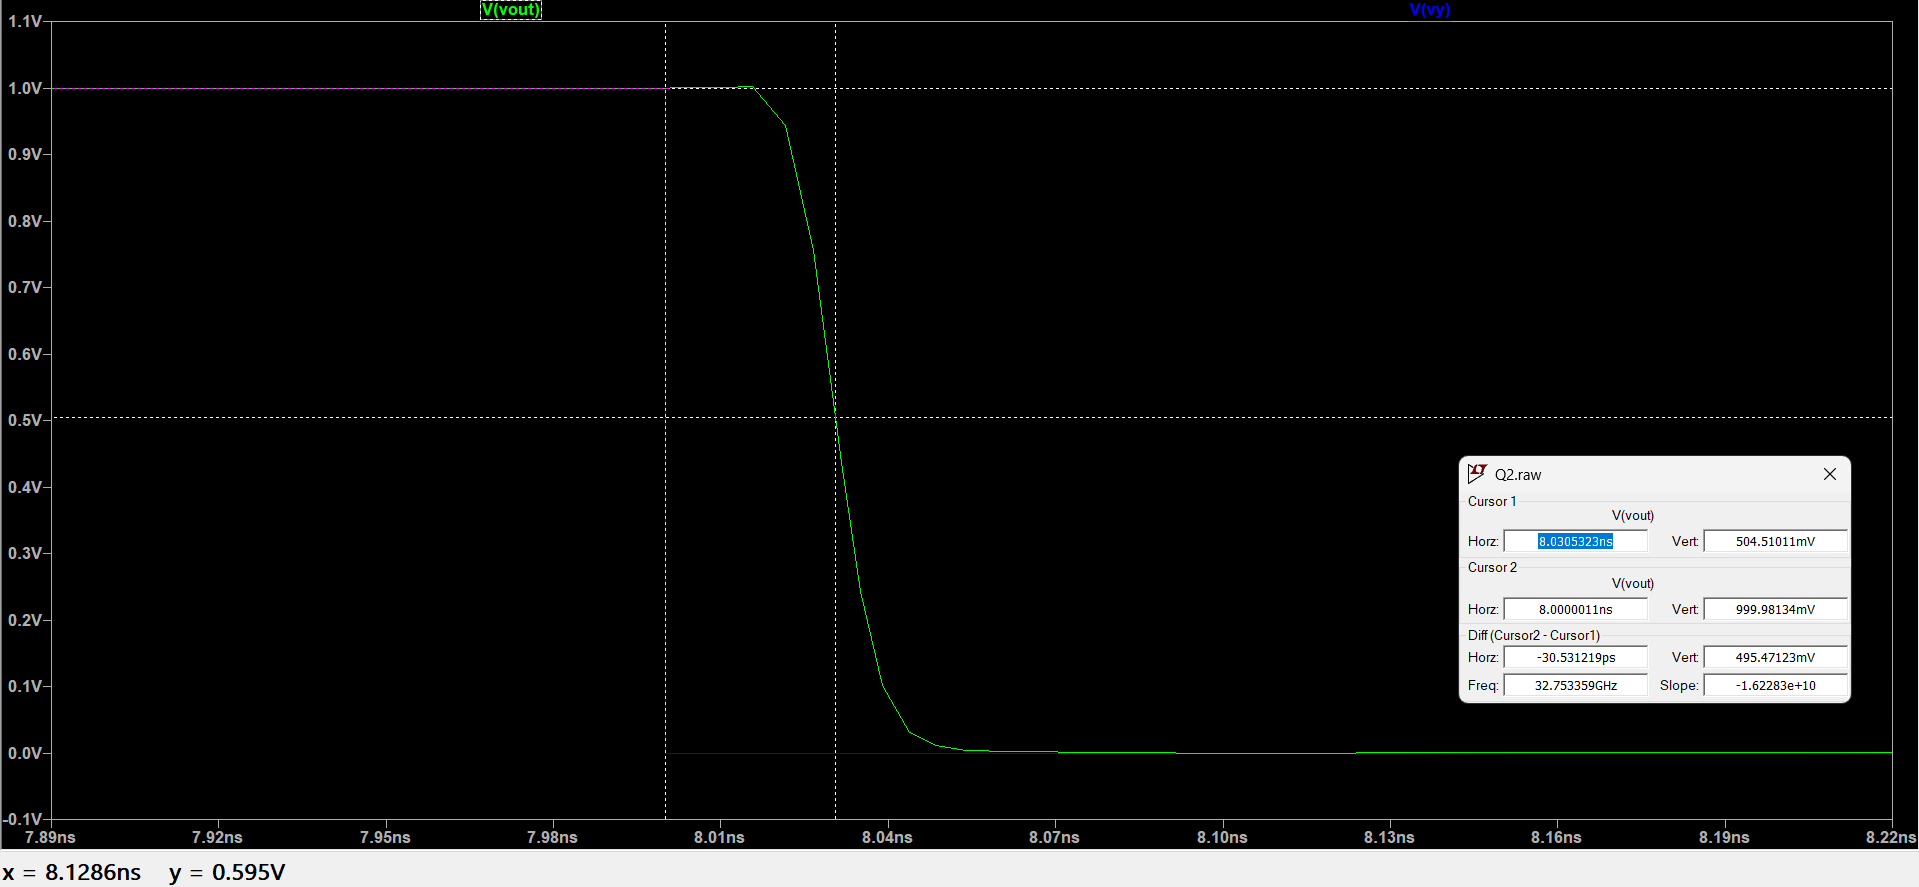 V(vout) V(vy)
1.1V
1.0V
0.9V
0.8V
0.7V
0.6V
0.5V
0.4V
0.3V
0.2V
0.1V
0.0V
-0.1V
7.89ns 7.92ns 7.95ns 7.98ns 8.01ns 8.04ns 8.07ns 8.10ns 8.13ns 8.16ns 8.19ns 8.22ns
Q2.raw
Cursor 1
V(vout)
Horz: 8.0305323ns Vert: 504.51011mV
Cursor 2
V(vout)
Horz: 8.0000011ns Vert: 999.98134mV
Diff (Cursor2 - Cursor1)
Horz: -30.531219ps Vert: 495.47123mV
Freq: 32.753359GHz Slope: -1.62283e+10
x = 8.1286ns y = 0.595V